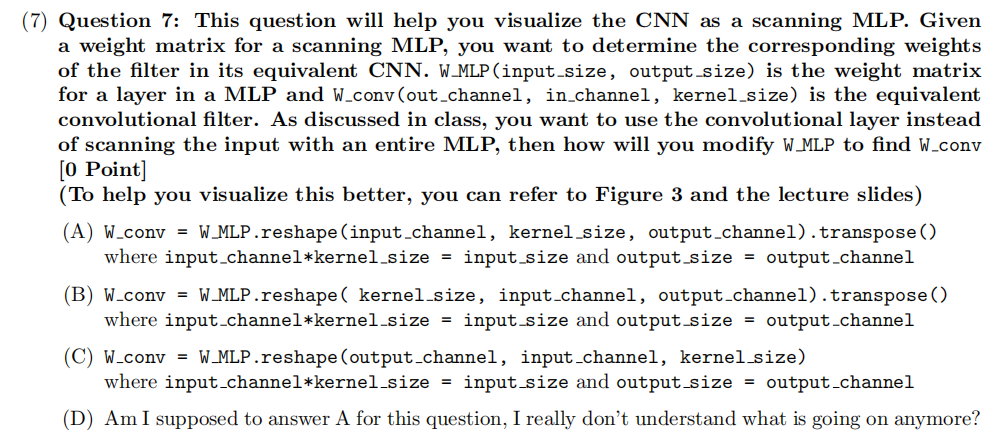 (7) Question 7: This question will help you visualize the CNN as a scanning MLP. Given
a weight matrix for a scanning MLP, you want to determine the corresponding weights
of the filter in its equivalent CNN. W_MLP(input_size, output_size) is the weight matrix
for a layer in a MLP and W_conv(out_channel, in_channel, kernel_size) is the equivalent
convolutional filter. As discussed in class, you want to use the convolutional layer instead
of scanning the input with an entire MLP, then how will you modify W_MLP to find W_conv
[0 Point]
(To help you visualize this better, you can refer to Figure 3 and the lecture slides)
(A) W_conv = W_MLP.reshape(input_channel, kernel_size, output_channel).transpose()
where input_channel*kernel_size = input_size and output_size = output_channel
(B) W_conv = W_MLP.reshape( kernel_size, input_channel, output_channel).transpose()
where input_channel*kernel_size = input_size and output_size = output_channel
(C) W_conv = W_MLP.reshape(output_channel, input_channel, kernel_size)
where input_channel*kernel_size = input_size and output_size = output_channel
(D) Am I supposed to answer A for this question, I really don't understand what is going on anymore?